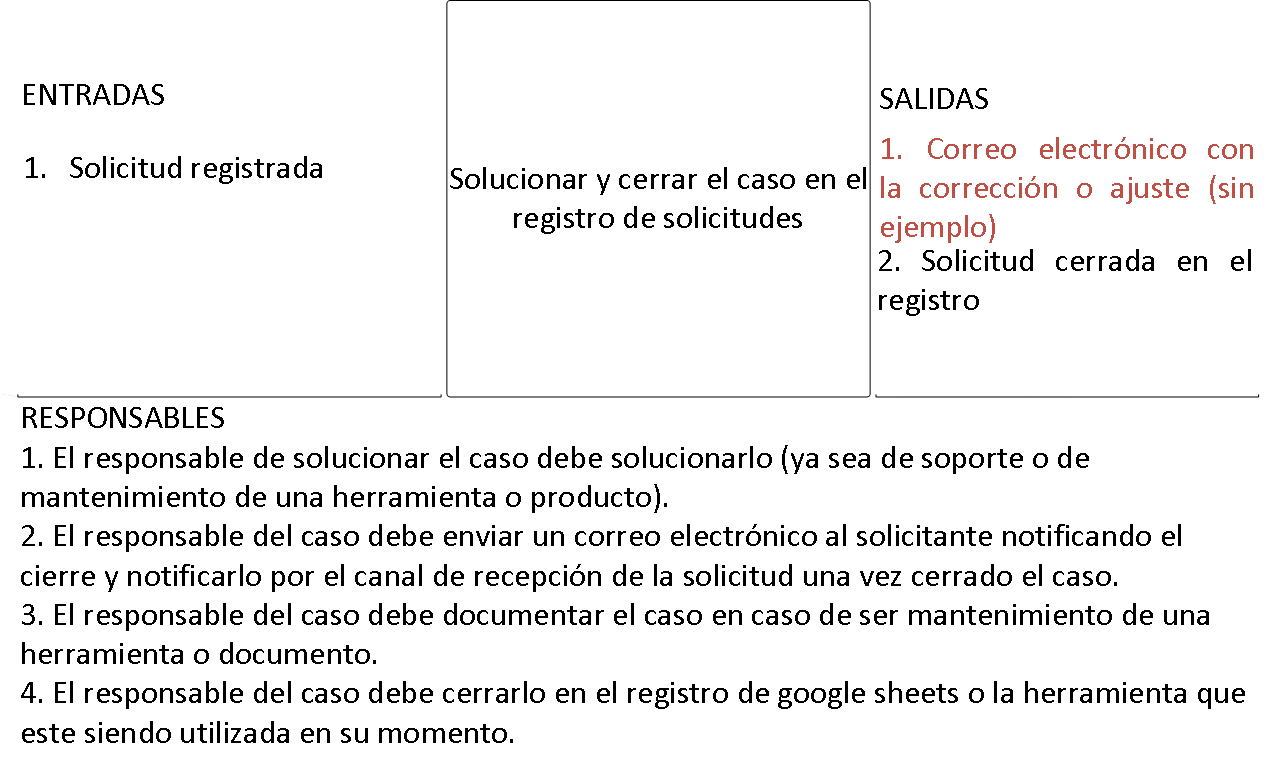 ENTRADAS
1. Solicitud registrada
Solucionar y cerrar el caso en el
registro de solicitudes
SALIDAS
1. Correo electrónico con
la corrección o ajuste (sin
ejemplo)
2. Solicitud cerrada en el
registro
RESPONSABLES
1. El responsable de solucionar el caso debe solucionarlo (ya sea de soporte o de
mantenimiento de una herramienta o producto).
2. El responsable del caso debe enviar un correo electrónico al solicitante notificando el
cierre y notificarlo por el canal de recepción de la solicitud una vez cerrado el caso.
3. El responsable del caso debe documentar el caso en caso de ser mantenimiento de una
herramienta o documento.
4. El responsable del caso debe cerrarlo en el registro de google sheets o la herramienta que
este siendo utilizada en su momento.